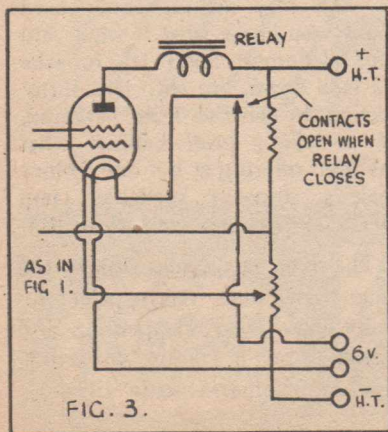 RELAY
+
H.T.
CONTACTS
OPEN WHEN
RELAY
CLOSES
AS IN
FIG 1.
6v.
-
H.T.
FIG. 3.